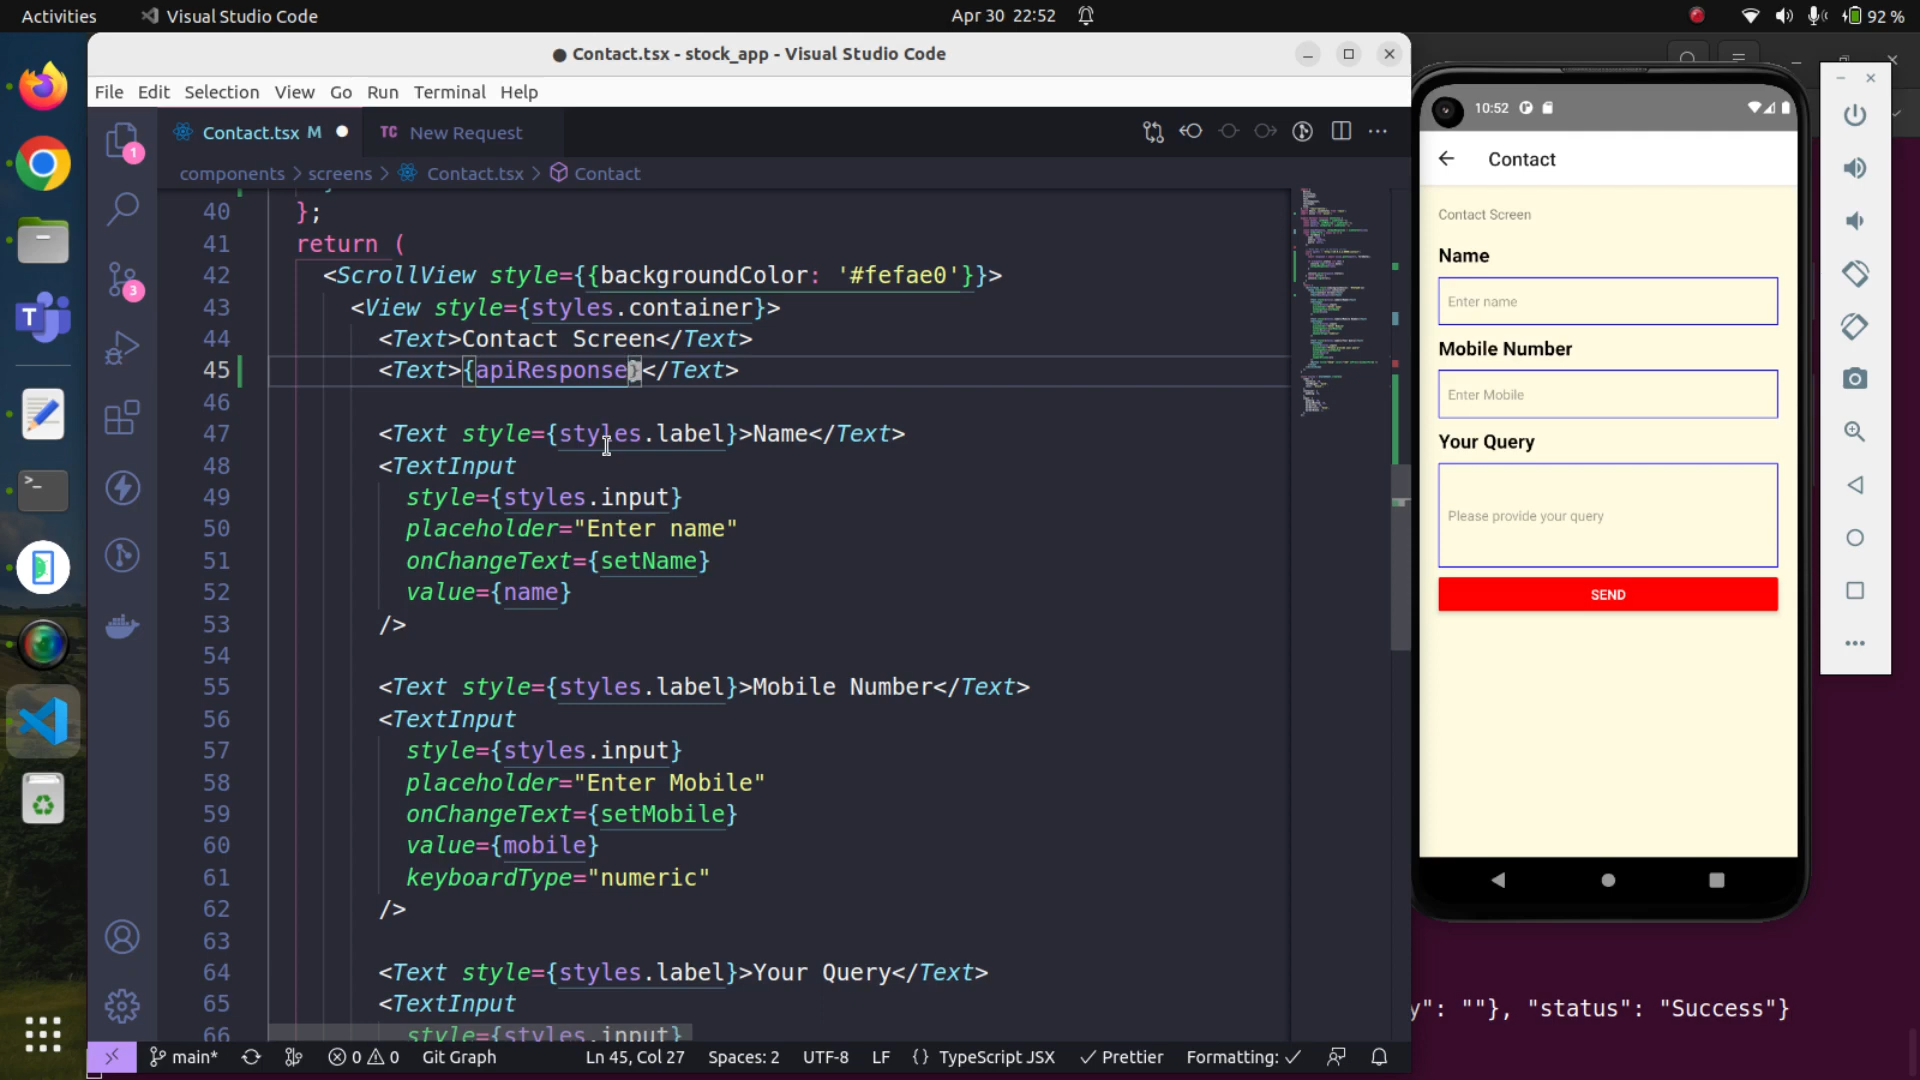 Activities
Visual Studio Code
Apr 30 22:52
92 %
● Contact.tsx - stock_app - Visual Studio Code
File Edit Selection View Go Run Terminal Help
Contact.tsx M
TC New Request
components > screens > Contact.tsx > Contact
40 };
41 return (
42 <ScrollView style={{backgroundColor: '#fefae0'}}>
43 <View style={styles.container}>
44 <Text>Contact Screen</Text>
45 <Text>{apiResponse}</Text>
46
47 <Text style={styles.label}>Name</Text>
48 <TextInput
49 style={styles.input}
50 placeholder="Enter name"
51 onChangeText={setName}
52 value={name}
53 />
54
55 <Text style={styles.label}>Mobile Number</Text>
56 <TextInput
57 style={styles.input}
58 placeholder="Enter Mobile"
59 onChangeText={setMobile}
60 value={mobile}
61 keyboardType="numeric"
62 />
63
64 <Text style={styles.label}>Your Query</Text>
65 <TextInput
66 style={styles.input}
1
3
main*
0 0
Git Graph
Ln 45, Col 27
Spaces: 2
UTF-8
LF
{} TypeScript JSX
Prettier
Formatting: ✓
10:52
Contact
Contact Screen
Name
Enter name
Mobile Number
Enter Mobile
Your Query
Please provide your query
SEND
y": ""}, "status": "Success"}